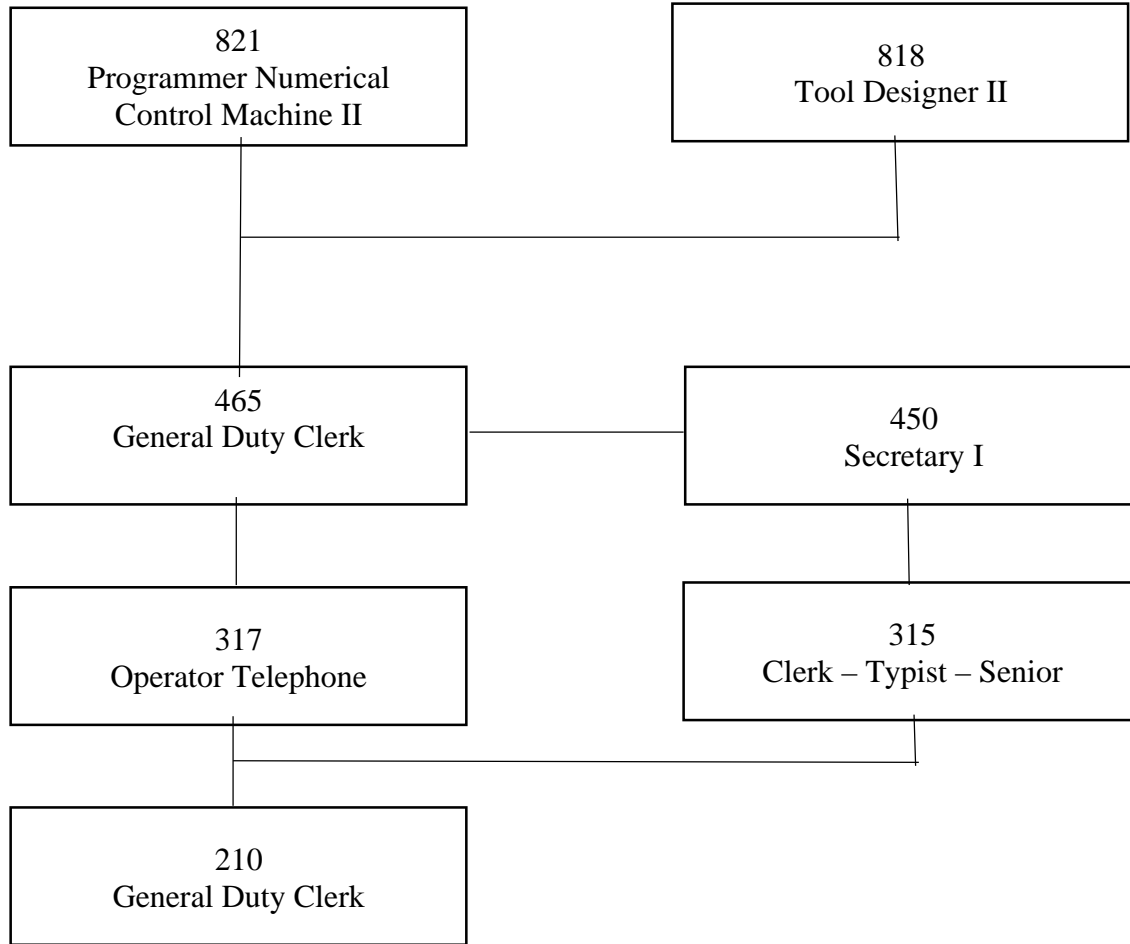 821
Programmer Numerical
Control Machine II
818
Tool Designer II
465
General Duty Clerk
450
Secretary I
317
Operator Telephone
315
Clerk – Typist – Senior
210
General Duty Clerk